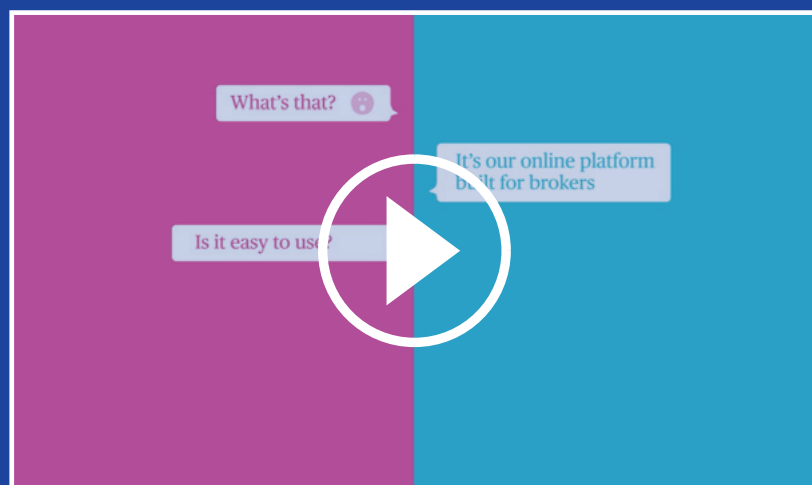 What's that?
It's our online platform
built for brokers
Is it easy to use?